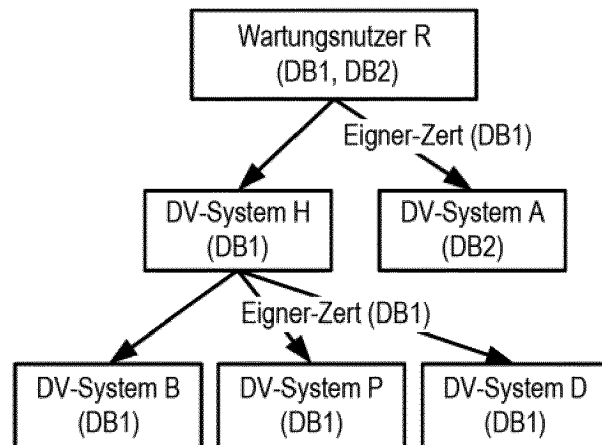 Wartungsnutzer R
(DB1, DB2)
Eigner-Zert (DB1)
DV-System H
(DB1)
DV-System A
(DB2)
Eigner-Zert (DB1)
DV-System B
(DB1)
DV-System P
(DB1)
DV-System D
(DB1)